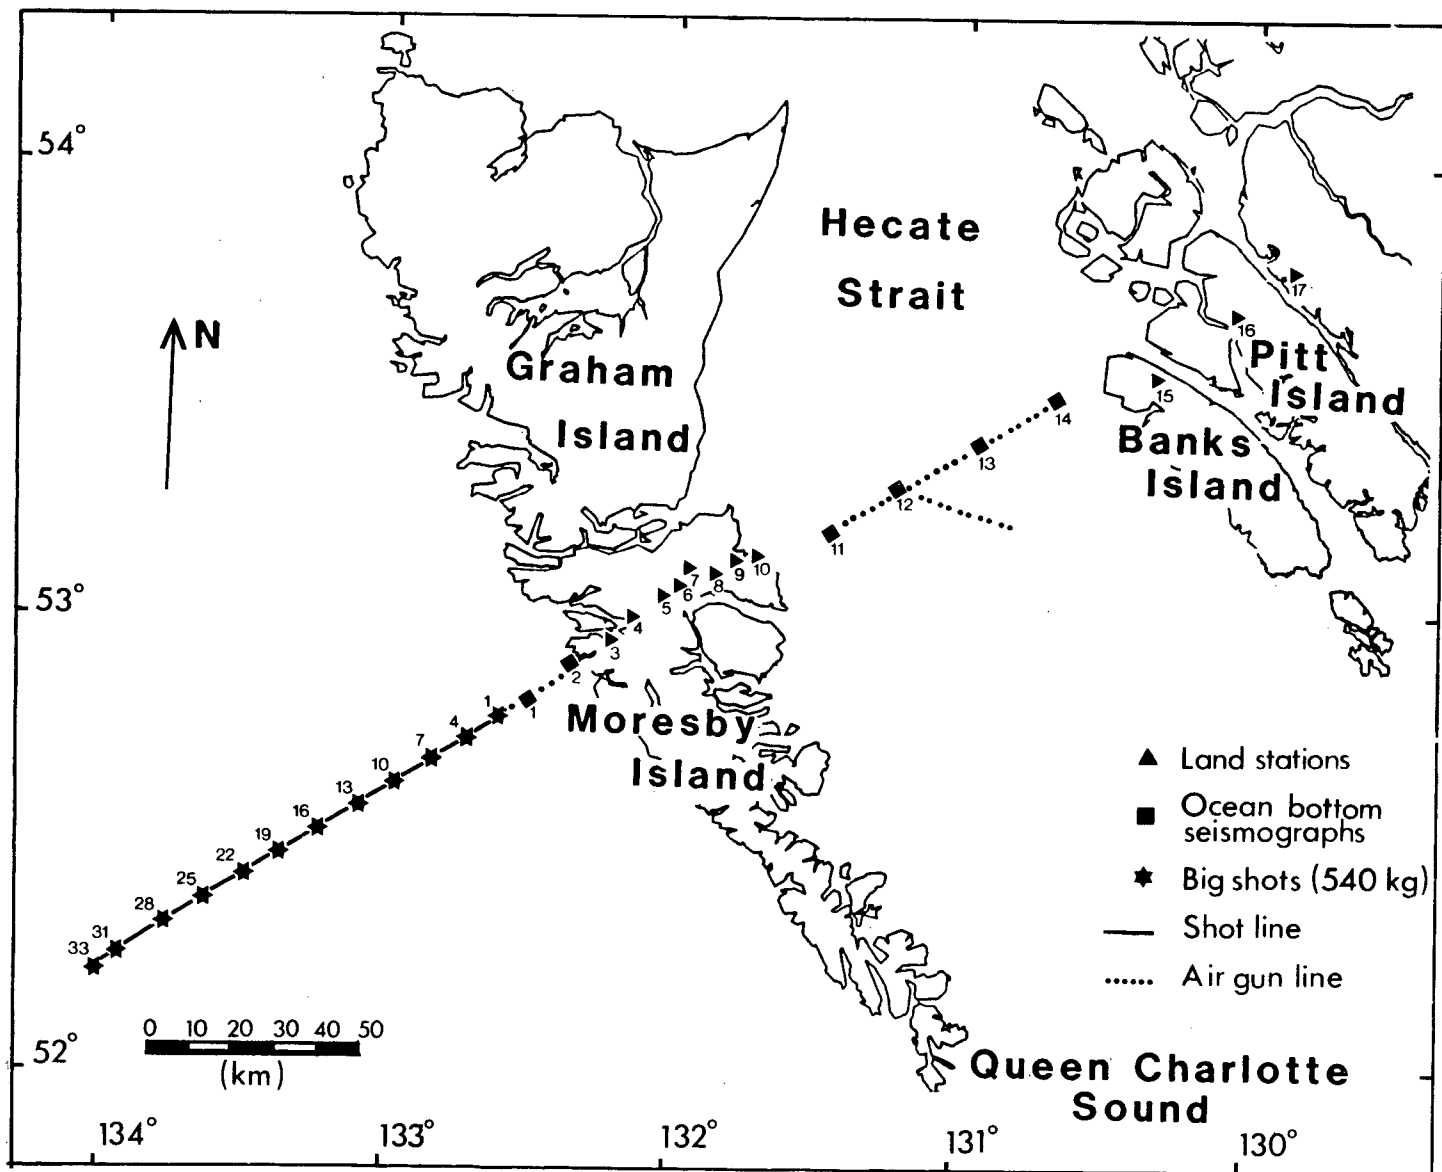 54°
Hecate
Strait
N
17
16
Pitt
Island
Graham
Island
15
14
Banks
Island
13
12
11
53°
10
9
8
7
6
5
4
3
2
1
Moresby
Island
1
4
7
10
13
16
19
22
25
28
31
33
Land stations
Ocean bottom
seismographs
Big shots (540 kg)
Shot line
Air gun line
0 10 20 30 40 50
(km)
52°
Queen Charlotte
Sound
134° 133° 132° 131° 130°